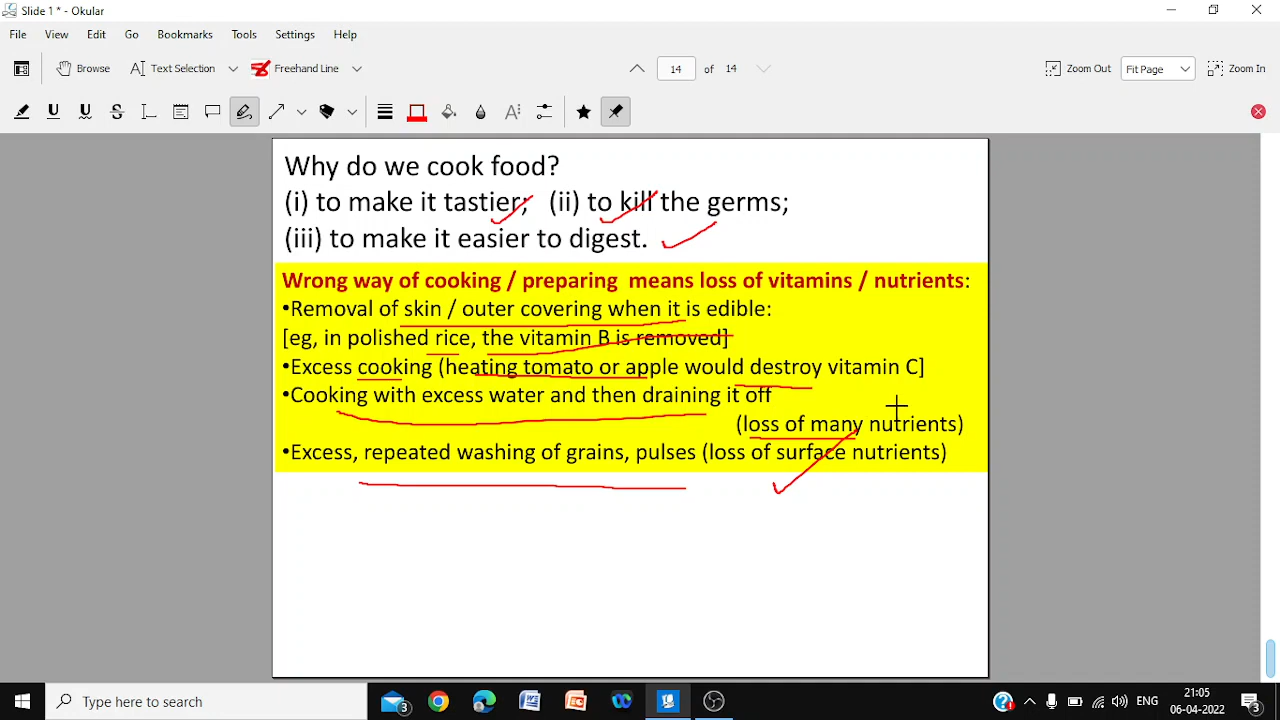 Slide 1 * - Okular
File View Edit Go Bookmarks Tools Settings Help
Browse Text Selection Freehand Line 14 of 14 Zoom Out Fit Page Zoom In
Why do we cook food?
(i) to make it tastier; (ii) to kill the germs;
(iii) to make it easier to digest.
Wrong way of cooking / preparing means loss of vitamins / nutrients:
•Removal of skin / outer covering when it is edible:
[eg, in polished rice, the vitamin B is removed]
•Excess cooking (heating tomato or apple would destroy vitamin C]
•Cooking with excess water and then draining it off
(loss of many nutrients)
•Excess, repeated washing of grains, pulses (loss of surface nutrients)
Type here to search
3
ENG
21:05
06-04-2022
3